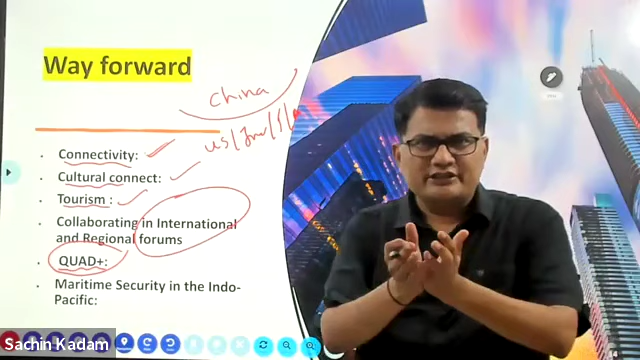 Way forward
China
• Connectivity:
• Cultural connect:
• Tourism :
• Collaborating in International
and Regional forums
• QUAD+:
• Maritime Security in the Indo-
Pacific:
Sachin Kadam